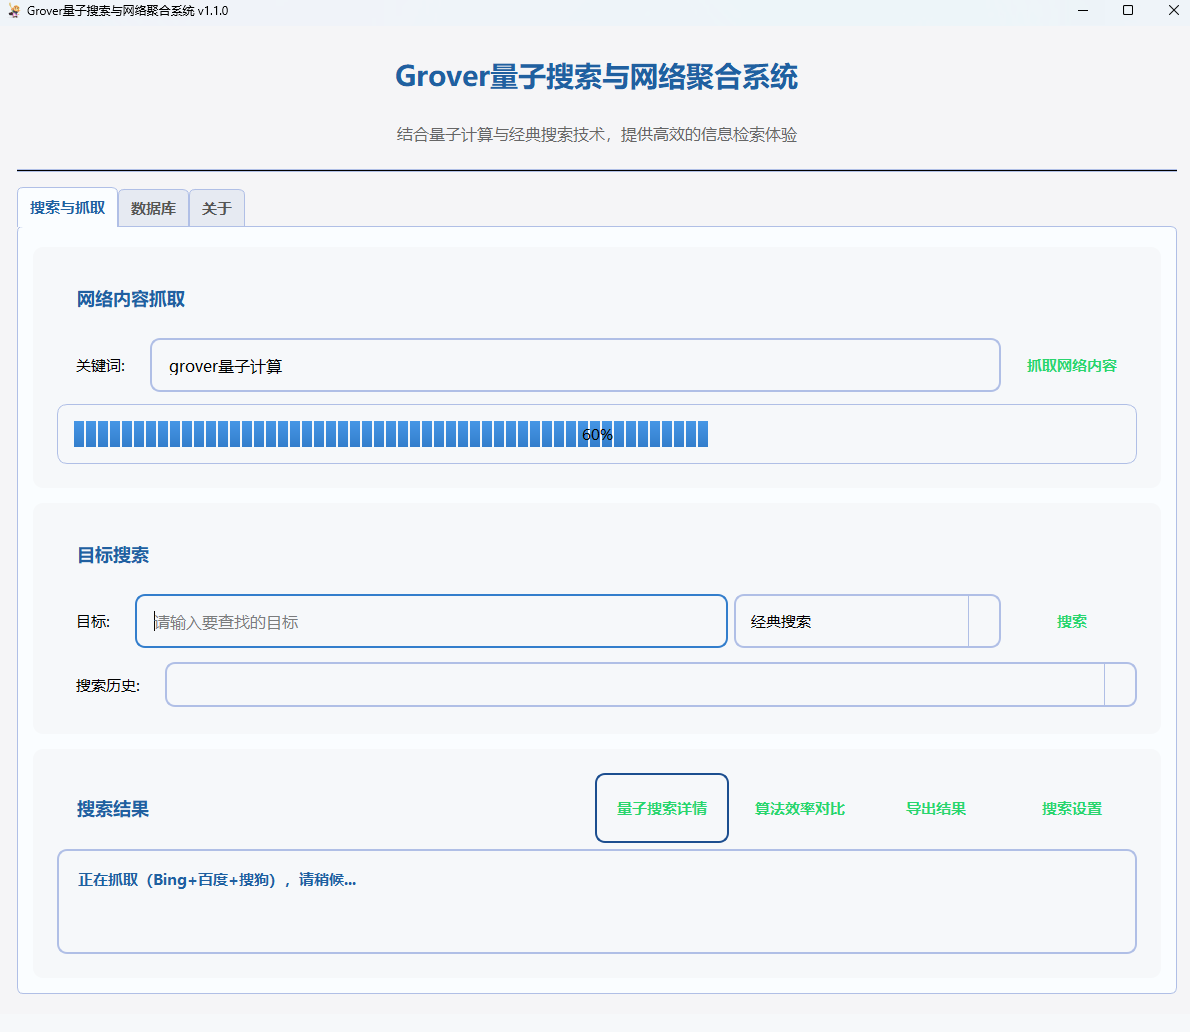 Grover量子搜索与网络聚合系统 v1.1.0
Grover量子搜索与网络聚合系统
结合量子计算与经典搜索技术，提供高效的信息检索体验
搜索与抓取 数据库 关于
网络内容抓取
关键词: grover量子计算 抓取网络内容
60%
目标搜索
目标: 请输入要查找的目标 经典搜索 搜索
搜索历史:
搜索结果 量子搜索详情 算法效率对比 导出结果 搜索设置
正在抓取（Bing+百度+搜狗），请稍候...